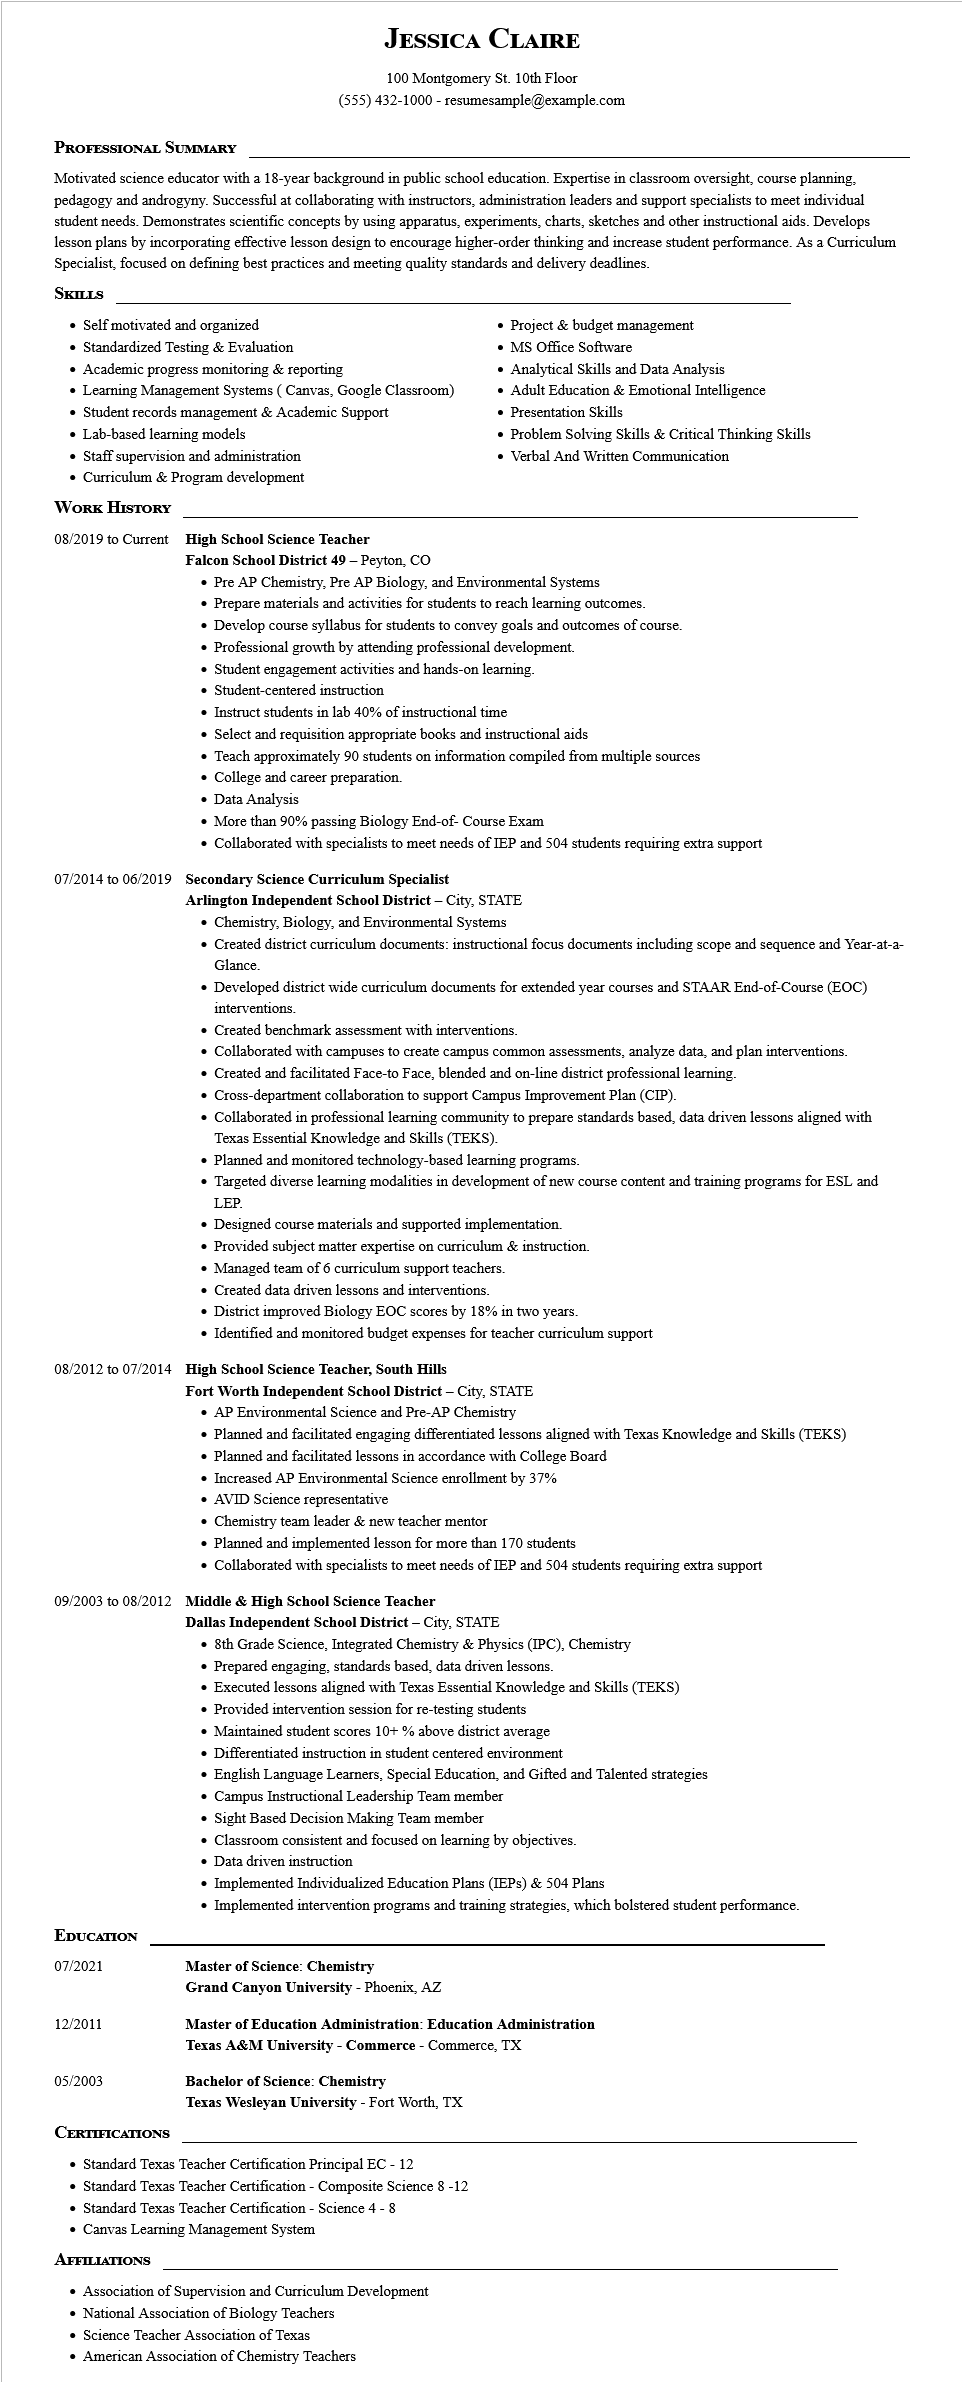 Jessica Claire
100 Montgomery St. 10th Floor
(555) 432-1000 - resumesample@example.com
Professional Summary
Motivated science educator with a 18-year background in public school education. Expertise in classroom oversight, course planning,
pedagogy and androgyny. Successful at collaborating with instructors, administration leaders and support specialists to meet individual
student needs. Demonstrates scientific concepts by using apparatus, experiments, charts, sketches and other instructional aids. Develops
lesson plans by incorporating effective lesson design to encourage higher-order thinking and increase student performance. As a Curriculum
Specialist, focused on defining best practices and meeting quality standards and delivery deadlines.
Skills
• Self motivated and organized
• Standardized Testing & Evaluation
• Academic progress monitoring & reporting
• Learning Management Systems ( Canvas, Google Classroom)
• Student records management & Academic Support
• Lab-based learning models
• Staff supervision and administration
• Curriculum & Program development
• Project & budget management
• MS Office Software
• Analytical Skills and Data Analysis
• Adult Education & Emotional Intelligence
• Presentation Skills
• Problem Solving Skills & Critical Thinking Skills
• Verbal And Written Communication
Work History
08/2019 to Current High School Science Teacher
Falcon School District 49 – Peyton, CO
• Pre AP Chemistry, Pre AP Biology, and Environmental Systems
• Prepare materials and activities for students to reach learning outcomes.
• Develop course syllabus for students to convey goals and outcomes of course.
• Professional growth by attending professional development.
• Student engagement activities and hands-on learning.
• Student-centered instruction
• Instruct students in lab 40% of instructional time
• Select and requisition appropriate books and instructional aids
• Teach approximately 90 students on information compiled from multiple sources
• College and career preparation.
• Data Analysis
• More than 90% passing Biology End-of- Course Exam
• Collaborated with specialists to meet needs of IEP and 504 students requiring extra support
07/2014 to 06/2019 Secondary Science Curriculum Specialist
Arlington Independent School District – City, STATE
• Chemistry, Biology, and Environmental Systems
• Created district curriculum documents: instructional focus documents including scope and sequence and Year-at-a-
Glance.
• Developed district wide curriculum documents for extended year courses and STAAR End-of-Course (EOC)
interventions.
• Created benchmark assessment with interventions.
• Collaborated with campuses to create campus common assessments, analyze data, and plan interventions.
• Created and facilitated Face-to Face, blended and on-line district professional learning.
• Cross-department collaboration to support Campus Improvement Plan (CIP).
• Collaborated in professional learning community to prepare standards based, data driven lessons aligned with
Texas Essential Knowledge and Skills (TEKS).
• Planned and monitored technology-based learning programs.
• Targeted diverse learning modalities in development of new course content and training programs for ESL and
LEP.
• Designed course materials and supported implementation.
• Provided subject matter expertise on curriculum & instruction.
• Managed team of 6 curriculum support teachers.
• Created data driven lessons and interventions.
• District improved Biology EOC scores by 18% in two years.
• Identified and monitored budget expenses for teacher curriculum support
08/2012 to 07/2014 High School Science Teacher, South Hills
Fort Worth Independent School District – City, STATE
• AP Environmental Science and Pre-AP Chemistry
• Planned and facilitated engaging differentiated lessons aligned with Texas Knowledge and Skills (TEKS)
• Planned and facilitated lessons in accordance with College Board
• Increased AP Environmental Science enrollment by 37%
• AVID Science representative
• Chemistry team leader & new teacher mentor
• Planned and implemented lesson for more than 170 students
• Collaborated with specialists to meet needs of IEP and 504 students requiring extra support
09/2003 to 08/2012 Middle & High School Science Teacher
Dallas Independent School District – City, STATE
• 8th Grade Science, Integrated Chemistry & Physics (IPC), Chemistry
• Prepared engaging, standards based, data driven lessons.
• Executed lessons aligned with Texas Essential Knowledge and Skills (TEKS)
• Provided intervention session for re-testing students
• Maintained student scores 10+ % above district average
• Differentiated instruction in student centered environment
• English Language Learners, Special Education, and Gifted and Talented strategies
• Campus Instructional Leadership Team member
• Sight Based Decision Making Team member
• Classroom consistent and focused on learning by objectives.
• Data driven instruction
• Implemented Individualized Education Plans (IEPs) & 504 Plans
• Implemented intervention programs and training strategies, which bolstered student performance.
Education
07/2021 Master of Science: Chemistry
Grand Canyon University - Phoenix, AZ
12/2011 Master of Education Administration: Education Administration
Texas A&M University - Commerce - Commerce, TX
05/2003 Bachelor of Science: Chemistry
Texas Wesleyan University - Fort Worth, TX
Certifications
• Standard Texas Teacher Certification Principal EC - 12
• Standard Texas Teacher Certification - Composite Science 8 -12
• Standard Texas Teacher Certification - Science 4 - 8
• Canvas Learning Management System
Affiliations
• Association of Supervision and Curriculum Development
• National Association of Biology Teachers
• Science Teacher Association of Texas
• American Association of Chemistry Teachers